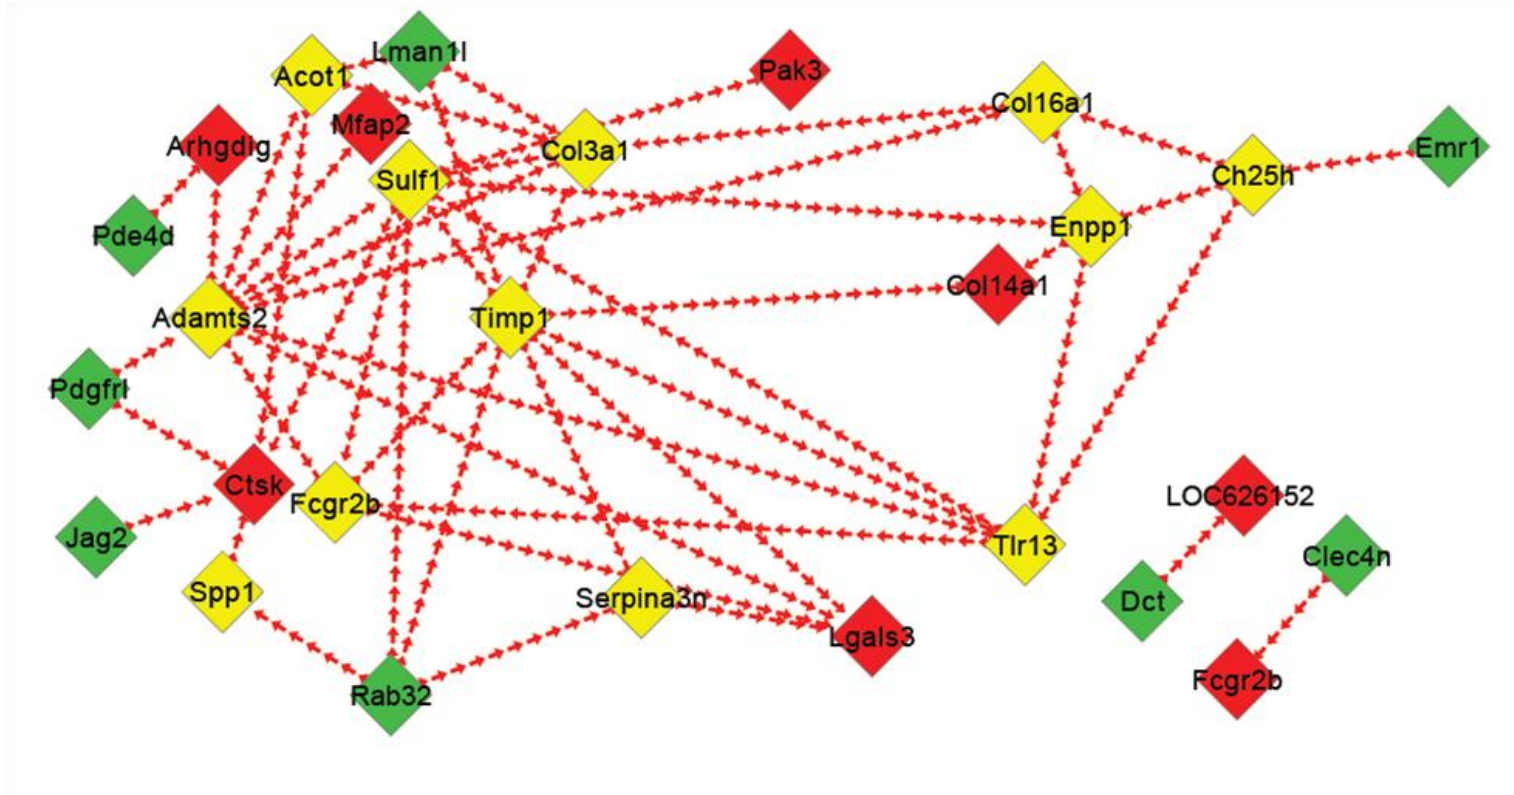 Lman1l
Acot1
Pak3
Col16a1
Mfap2
Arhgdig
Col3a1
Emr1
Sulf1
Ch25h
Pde4d
Enpp1
Col14a1
Adamts2
Timp1
Pdgfrl
Ctsk
Fcgr2b
LOC626152
Jag2
Tlr13
Clec4n
Spp1
Serpina3n
Dct
Lgals3
Fcgr2b
Rab32